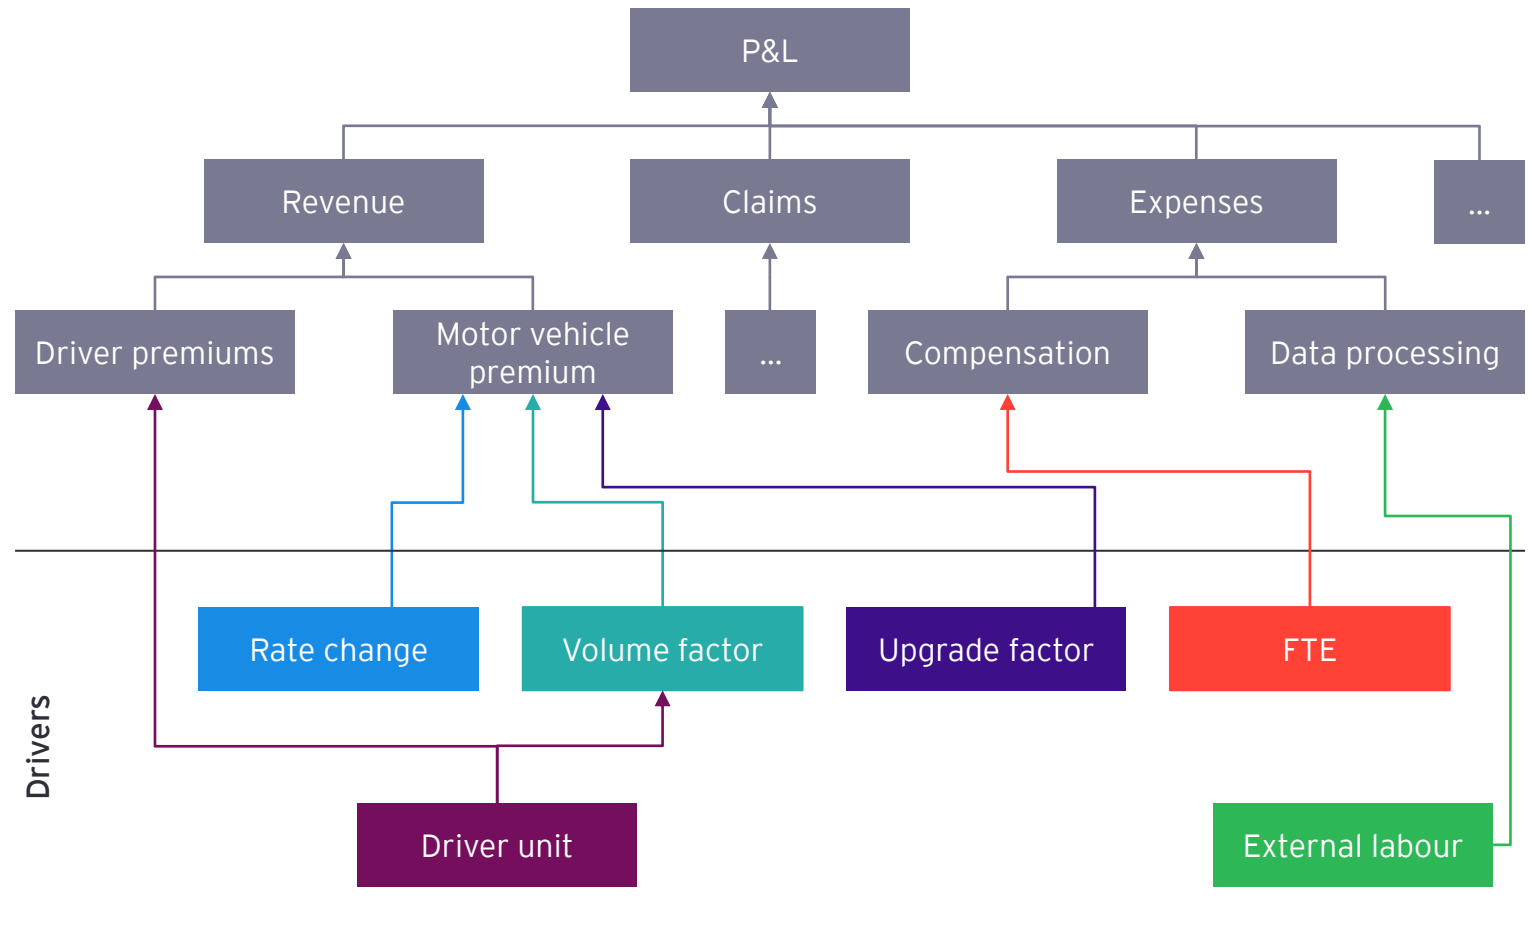 P&L
Revenue
Claims
Expenses
...
Driver premiums
Motor vehicle
premium
...
Compensation
Data processing
Rate change
Volume factor
Upgrade factor
FTE
Drivers
Driver unit
External labour